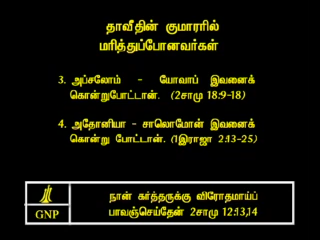 தாவீதின் குமாரரில்
மரித்துப்போனவர்கள்
3. அப்சலோம் - யோவாப் இவனைக்
கொன்றுபோட்டான். (2சாமு 18:9-18)
4. அதோனியா - சாலொமோன் இவனைக்
கொன்று போட்டான். (1இராஜா 2:13-25)
GNP
நான் கர்த்தருக்கு விரோதமாய்ப்
பாவஞ்செய்தேன் 2சாமு 12:13,14